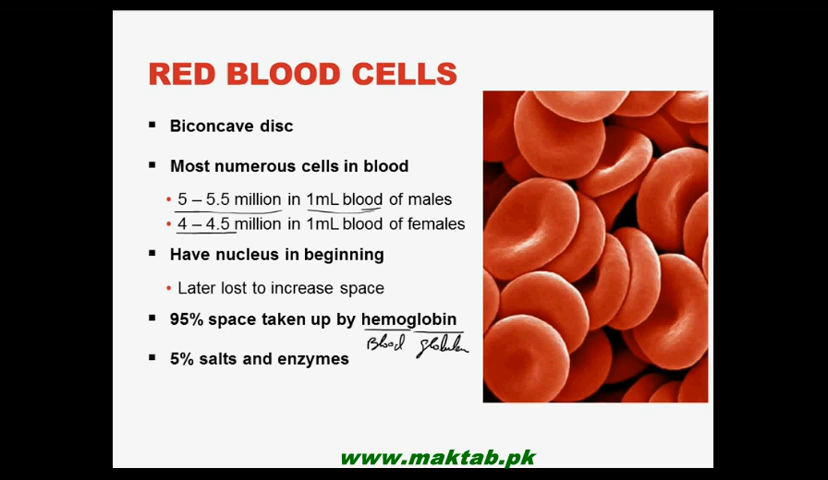 RED BLOOD CELLS
▪ Biconcave disc
▪ Most numerous cells in blood
• 5 – 5.5 million in 1mL blood of males
• 4 – 4.5 million in 1mL blood of females
▪ Have nucleus in beginning
• Later lost to increase space
▪ 95% space taken up by hemoglobin
Blood
▪ 5% salts and enzymes
www.maktab.pk